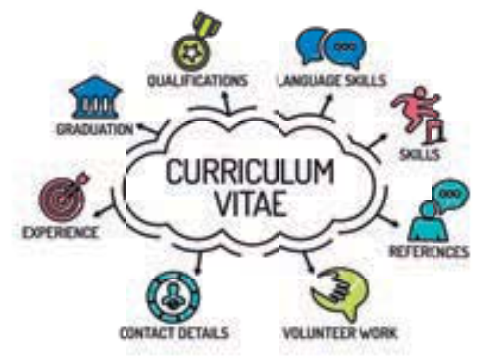 QUALIFICATIONS
LANGUAGE SKILLS
GRADUATION
SKILLS
CURRICULUM
VITAE
EXPERIENCE
REFERENCES
CONTACT DETAILS
VOLUNTEER WORK